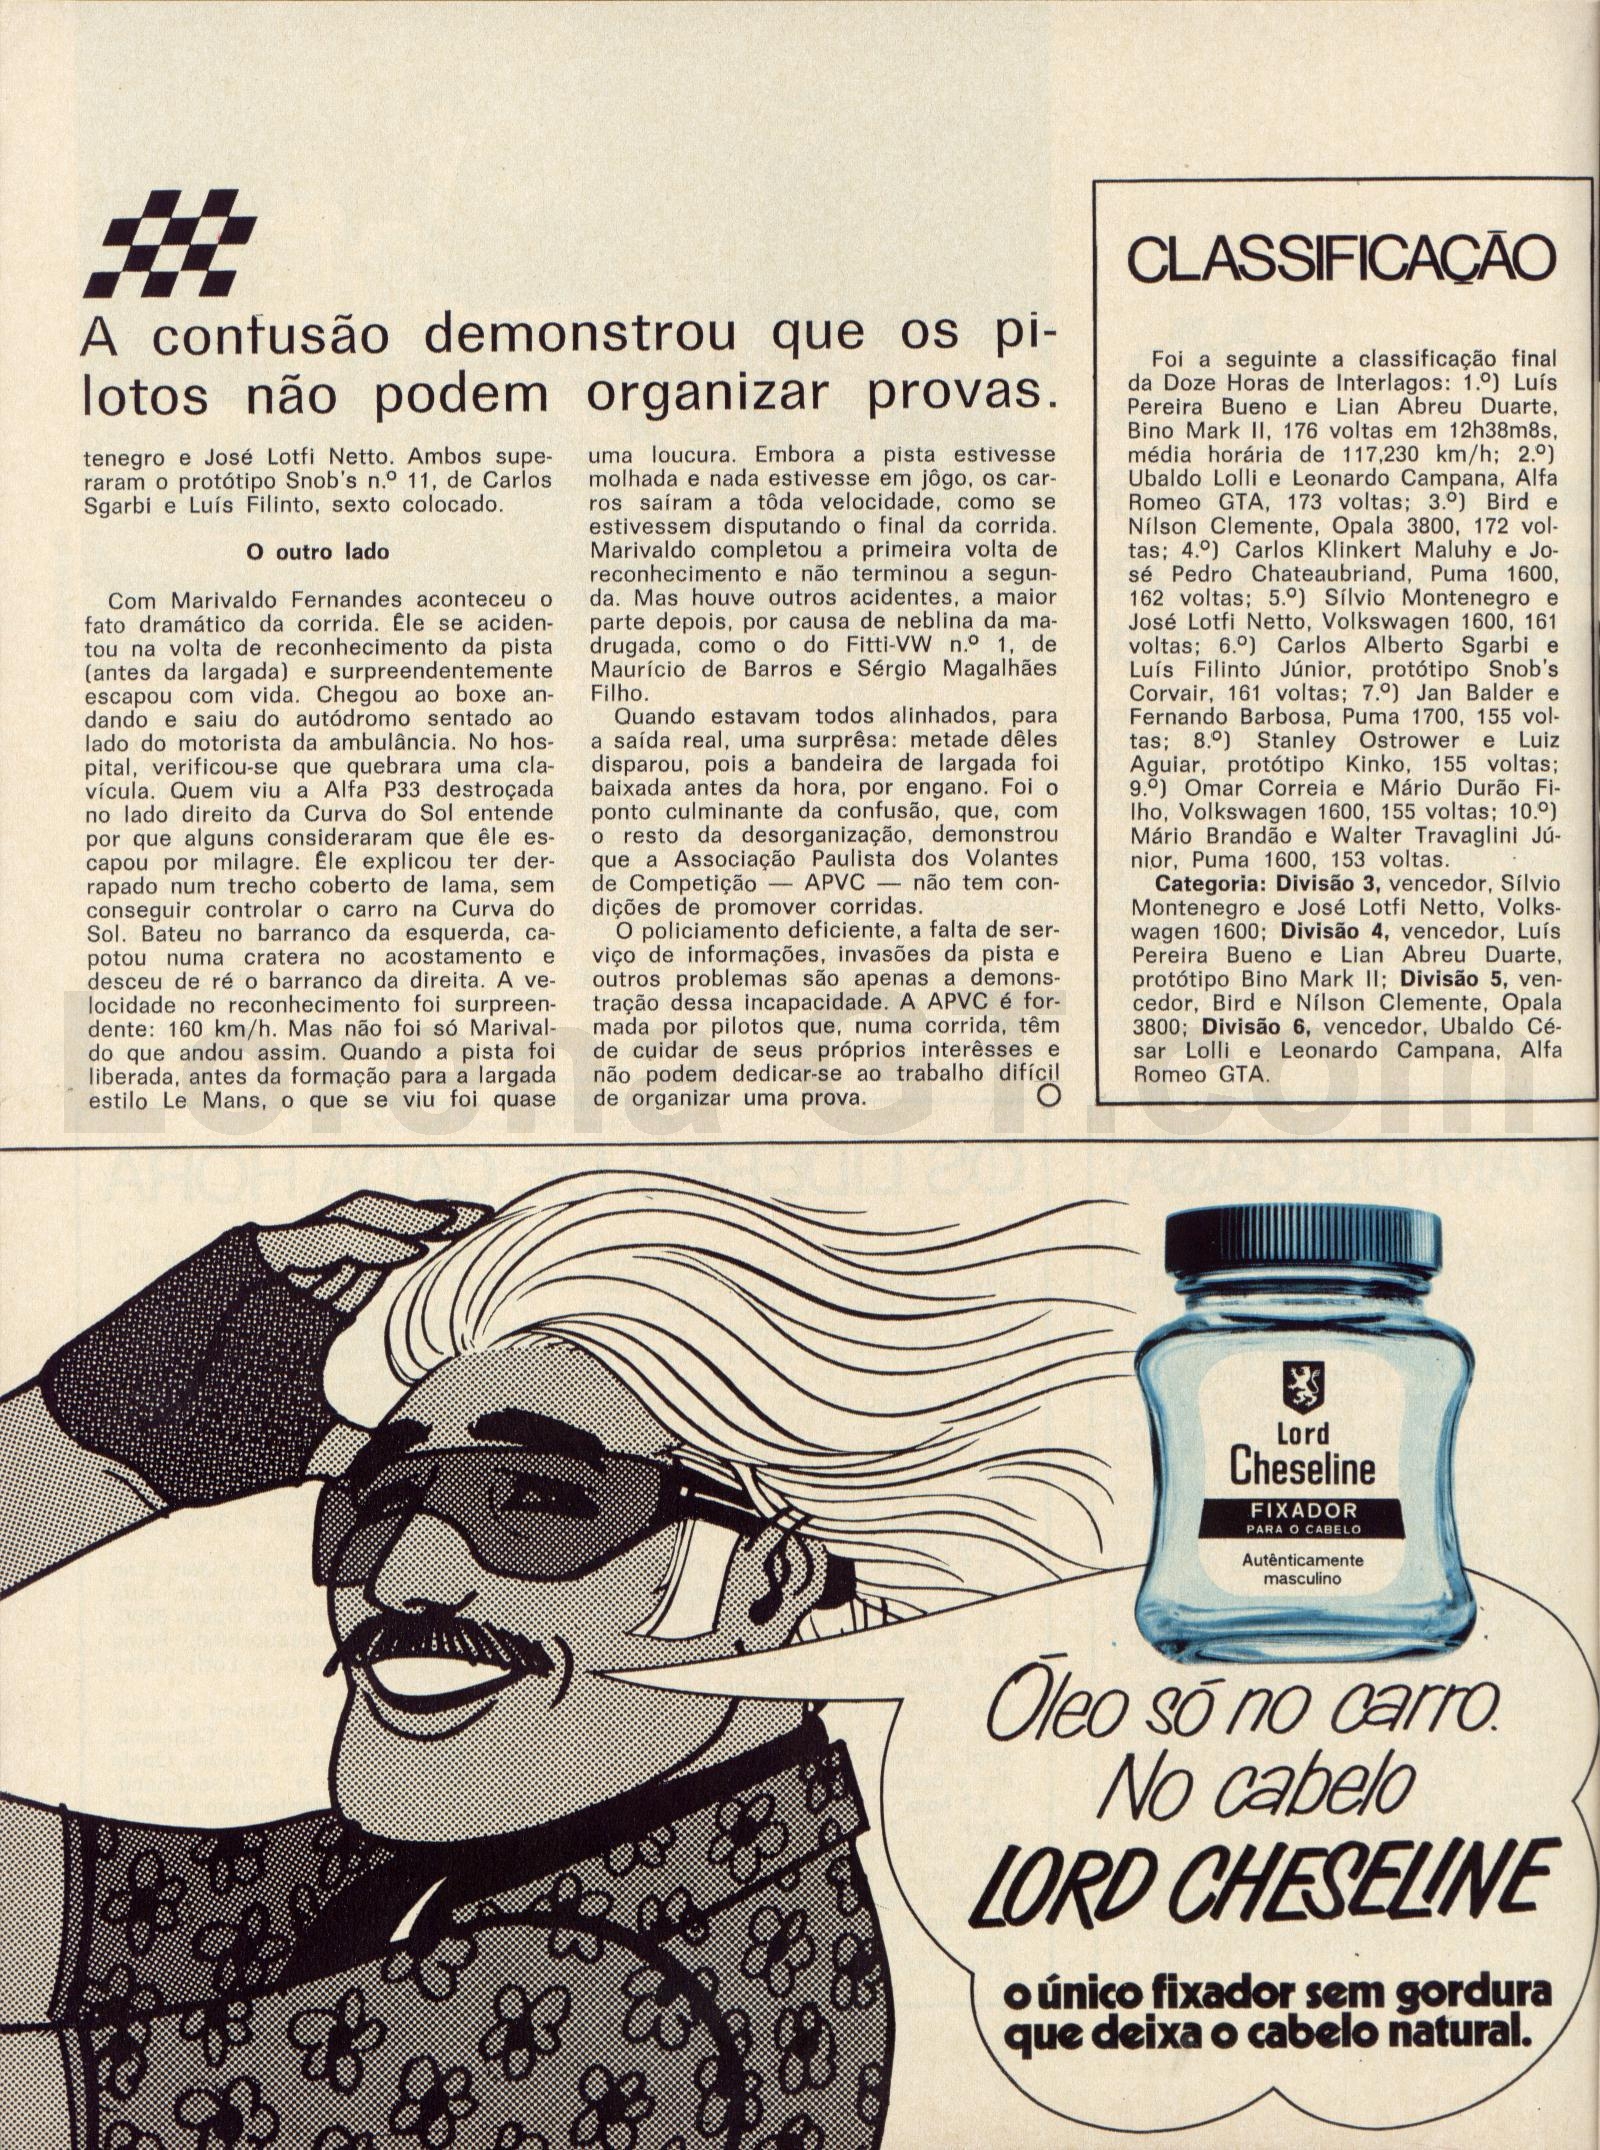 A confusão demonstrou que os pi-
lotos não podem organizar provas.
tenegro e José Lotfi Netto. Ambos supe-
raram o protótipo Snob's n.º 11, de Carlos
Sgarbi e Luís Filinto, sexto colocado.
O outro lado
Com Marivaldo Fernandes aconteceu o
fato dramático da corrida. Êle se aciden-
tou na volta de reconhecimento da pista
(antes da largada) e surpreendentemente
escapou com vida. Chegou ao boxe an-
dando e saiu do autódromo sentado ao
lado do motorista da ambulância. No hos-
pital, verificou-se que quebrara uma cla-
vícula. Quem viu a Alfa P33 destroçada
no lado direito da Curva do Sol entende
por que alguns consideraram que êle es-
capou por milagre. Êle explicou ter der-
rapado num trecho coberto de lama, sem
conseguir controlar o carro na Curva do
Sol. Bateu no barranco da esquerda, ca-
potou numa cratera no acostamento e
desceu de ré o barranco da direita. A ve-
locidade no reconhecimento foi surpreen-
dente: 160 km/h. Mas não foi só Marival-
do que andou assim. Quando a pista foi
liberada, antes da formação para a largada
estilo Le Mans, o que se viu foi quase
uma loucura. Embora a pista estivesse
molhada e nada estivesse em jôgo, os car-
ros saíram a tôda velocidade, como se
estivessem disputando o final da corrida.
Marivaldo completou a primeira volta de
reconhecimento e não terminou a segun-
da. Mas houve outros acidentes, a maior
parte depois, por causa de neblina da ma-
drugada, como o do Fitti-VW n.º 1, de
Maurício de Barros e Sérgio Magalhães
Filho.
Quando estavam todos alinhados, para
a saída real, uma surprêsa: metade dêles
disparou, pois a bandeira de largada foi
baixada antes da hora, por engano. Foi o
ponto culminante da confusão, que, com
o resto da desorganização, demonstrou
que a Associação Paulista dos Volantes
de Competição — APVC — não tem con-
dições de promover corridas.
O policiamento deficiente, a falta de ser-
viço de informações, invasões da pista e
outros problemas são apenas a demons-
tração dessa incapacidade. A APVC é for-
mada por pilotos que, numa corrida, têm
de cuidar de seus próprios interêsses e
não podem dedicar-se ao trabalho difícil
de organizar uma prova.
CLASSIFICAÇÃO
Foi a seguinte a classificação final
da Doze Horas de Interlagos: 1.º) Luís
Pereira Bueno e Lian Abreu Duarte,
Bino Mark II, 176 voltas em 12h38m8s,
média horária de 117,230 km/h; 2.º)
Ubaldo Lolli e Leonardo Campana, Alfa
Romeo GTA, 173 voltas; 3.º) Bird e
Nílson Clemente, Opala 3800, 172 vol-
tas; 4.º) Carlos Klinkert Maluhy e Jo-
sé Pedro Chateaubriand, Puma 1600,
162 voltas; 5.º) Sílvio Montenegro e
José Lotfi Netto, Volkswagen 1600, 161
voltas; 6.º) Carlos Alberto Sgarbi e
Luís Filinto Júnior, protótipo Snob's
Corvair, 161 voltas; 7.º) Jan Balder e
Fernando Barbosa, Puma 1700, 155 vol-
tas; 8.º) Stanley Ostrower e Luiz
Aguiar, protótipo Kinko, 155 voltas;
9.º) Omar Correia e Mário Durão Fi-
lho, Volkswagen 1600, 155 voltas; 10.º)
Mário Brandão e Walter Travaglini Jú-
nior, Puma 1600, 153 voltas.
Categoria: Divisão 3, vencedor, Sílvio
Montenegro e José Lotfi Netto, Volks-
wagen 1600; Divisão 4, vencedor, Luís
Pereira Bueno e Lian Abreu Duarte,
protótipo Bino Mark II; Divisão 5, ven-
cedor, Bird e Nílson Clemente, Opala
3800; Divisão 6, vencedor, Ubaldo Cé-
sar Lolli e Leonardo Campana, Alfa
Romeo GTA.
LorenaGT.com
Lord
Cheseline
FIXADOR
PARA O CABELO
Autênticamente
masculino
Óleo só no carro.
No cabelo
LORD CHESELINE
o único fixador sem gordura
que deixa o cabelo natural.